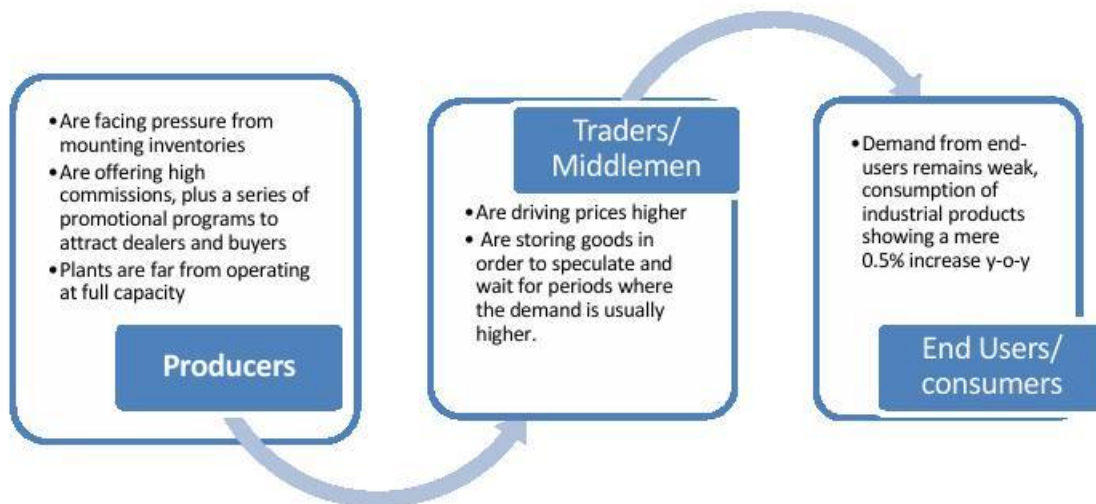 •Are facing pressure from
mounting inventories
•Are offering high
commissions, plus a series of
promotional programs to
attract dealers and buyers
•Plants are far from operating
at full capacity
Producers
Traders/
Middlemen
•Are driving prices higher
• Are storing goods in
order to speculate and
wait for periods where
the demand is usually
higher.
•Demand from end-
users remains weak,
consumption of
industrial products
showing a mere
0.5% increase y-o-y
End Users/
consumers